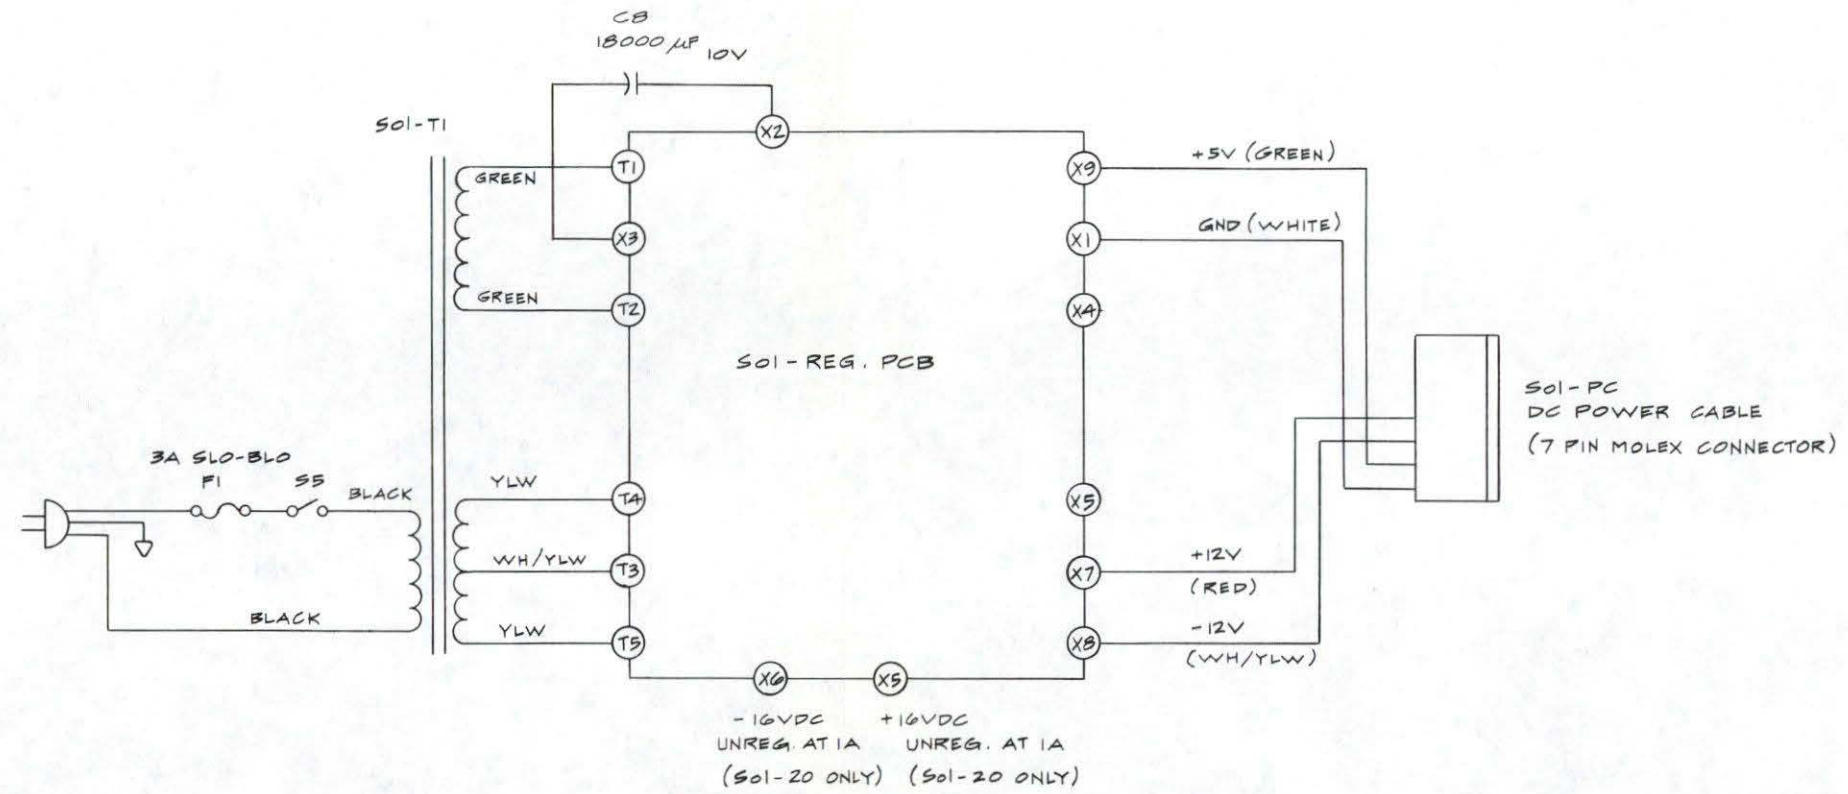 C8
18000 µF 10V
Sol-T1
X2
T1
GREEN
X3
GREEN
T2
X9
+5V (GREEN)
X1
GND (WHITE)
X4
Sol-REG. PCB
Sol-PC
DC POWER CABLE
(7 PIN MOLEX CONNECTOR)
3A SLO-BLO
F1
S5
BLACK
BLACK
YLW
T4
WH/YLW
T3
YLW
T5
X5
X7
+12V
(RED)
X8
-12V
(WH/YLW)
X6
X5
-16VDC
UNREG. AT 1A
(Sol-20 ONLY)
+16VDC
UNREG. AT 1A
(Sol-20 ONLY)